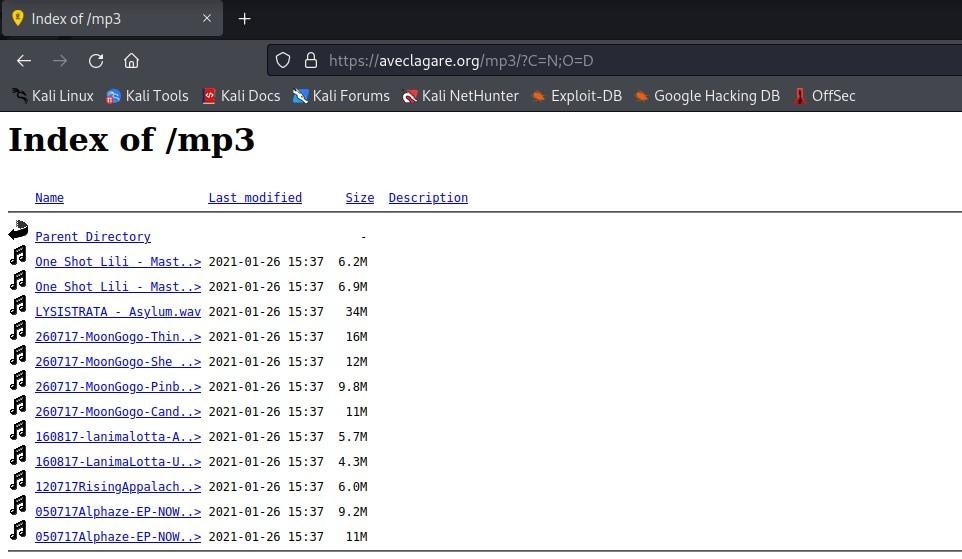 Index of /mp3
https://aveclagare.org/mp3/?C=N;O=D
Kali Linux Kali Tools Kali Docs Kali Forums Kali NetHunter Exploit-DB Google Hacking DB OffSec
Index of /mp3
Name Last modified Size Description
Parent Directory -
One Shot Lili - Mast..> 2021-01-26 15:37 6.2M
One Shot Lili - Mast..> 2021-01-26 15:37 6.9M
LYSISTRATA - Asylum.wav 2021-01-26 15:37 34M
260717-MoonGogo-Thin..> 2021-01-26 15:37 16M
260717-MoonGogo-She ..> 2021-01-26 15:37 12M
260717-MoonGogo-Pinb..> 2021-01-26 15:37 9.8M
260717-MoonGogo-Cand..> 2021-01-26 15:37 11M
160817-lanimalotta-A..> 2021-01-26 15:37 5.7M
160817-LanimaLotta-U..> 2021-01-26 15:37 4.3M
120717RisingAppalach..> 2021-01-26 15:37 6.0M
050717Alphaze-EP-NOW..> 2021-01-26 15:37 9.2M
050717Alphaze-EP-NOW..> 2021-01-26 15:37 11M